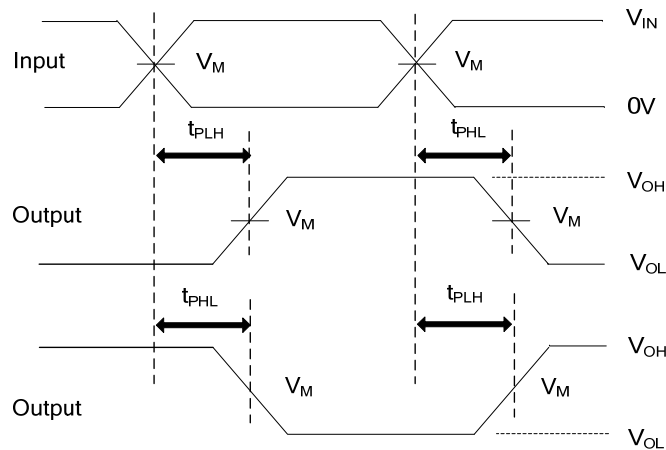 V_IN
Input V_M V_M
0V
t_PLH t_PHL
V_OH
Output V_M V_M
V_OL
t_PHL t_PLH
V_OH
V_M V_M
Output
V_OL